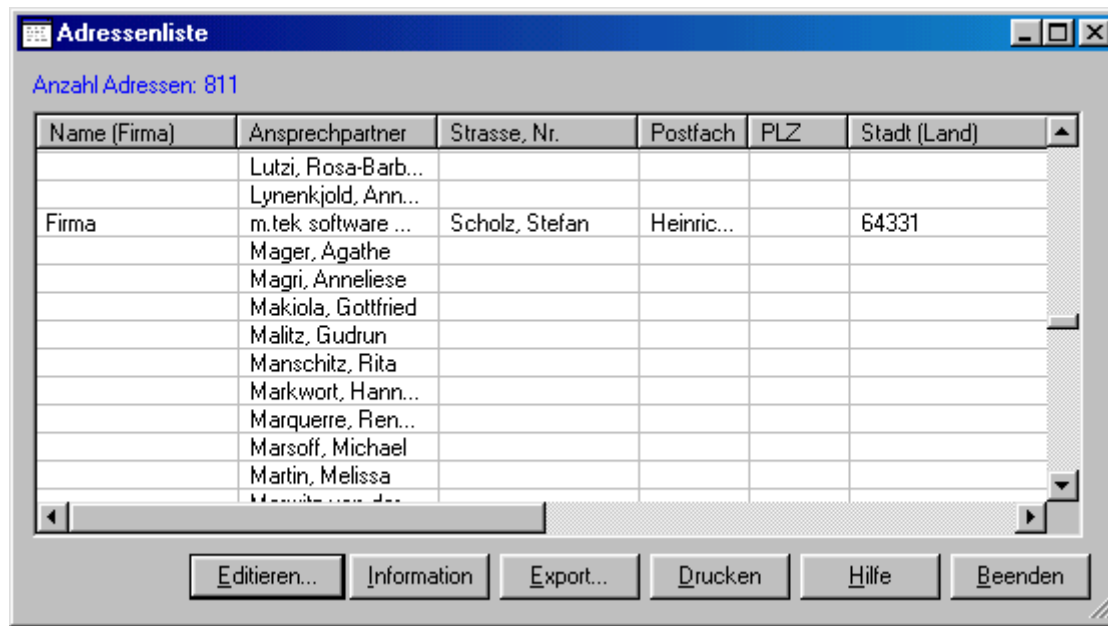 Adressenliste
Anzahl Adressen: 811
Name (Firma) Ansprechpartner Strasse, Nr. Postfach PLZ Stadt (Land)
Lutzi, Rosa-Barb...
Lynenkjold, Ann...
Firma m.tek software ... Scholz, Stefan Heinric... 64331
Mager, Agathe
Magri, Anneliese
Makiola, Gottfried
Malitz, Gudrun
Manschitz, Rita
Markwort, Hann...
Marquerre, Ren...
Marsoff, Michael
Martin, Melissa
Editieren... Information Export... Drucken Hilfe Beenden